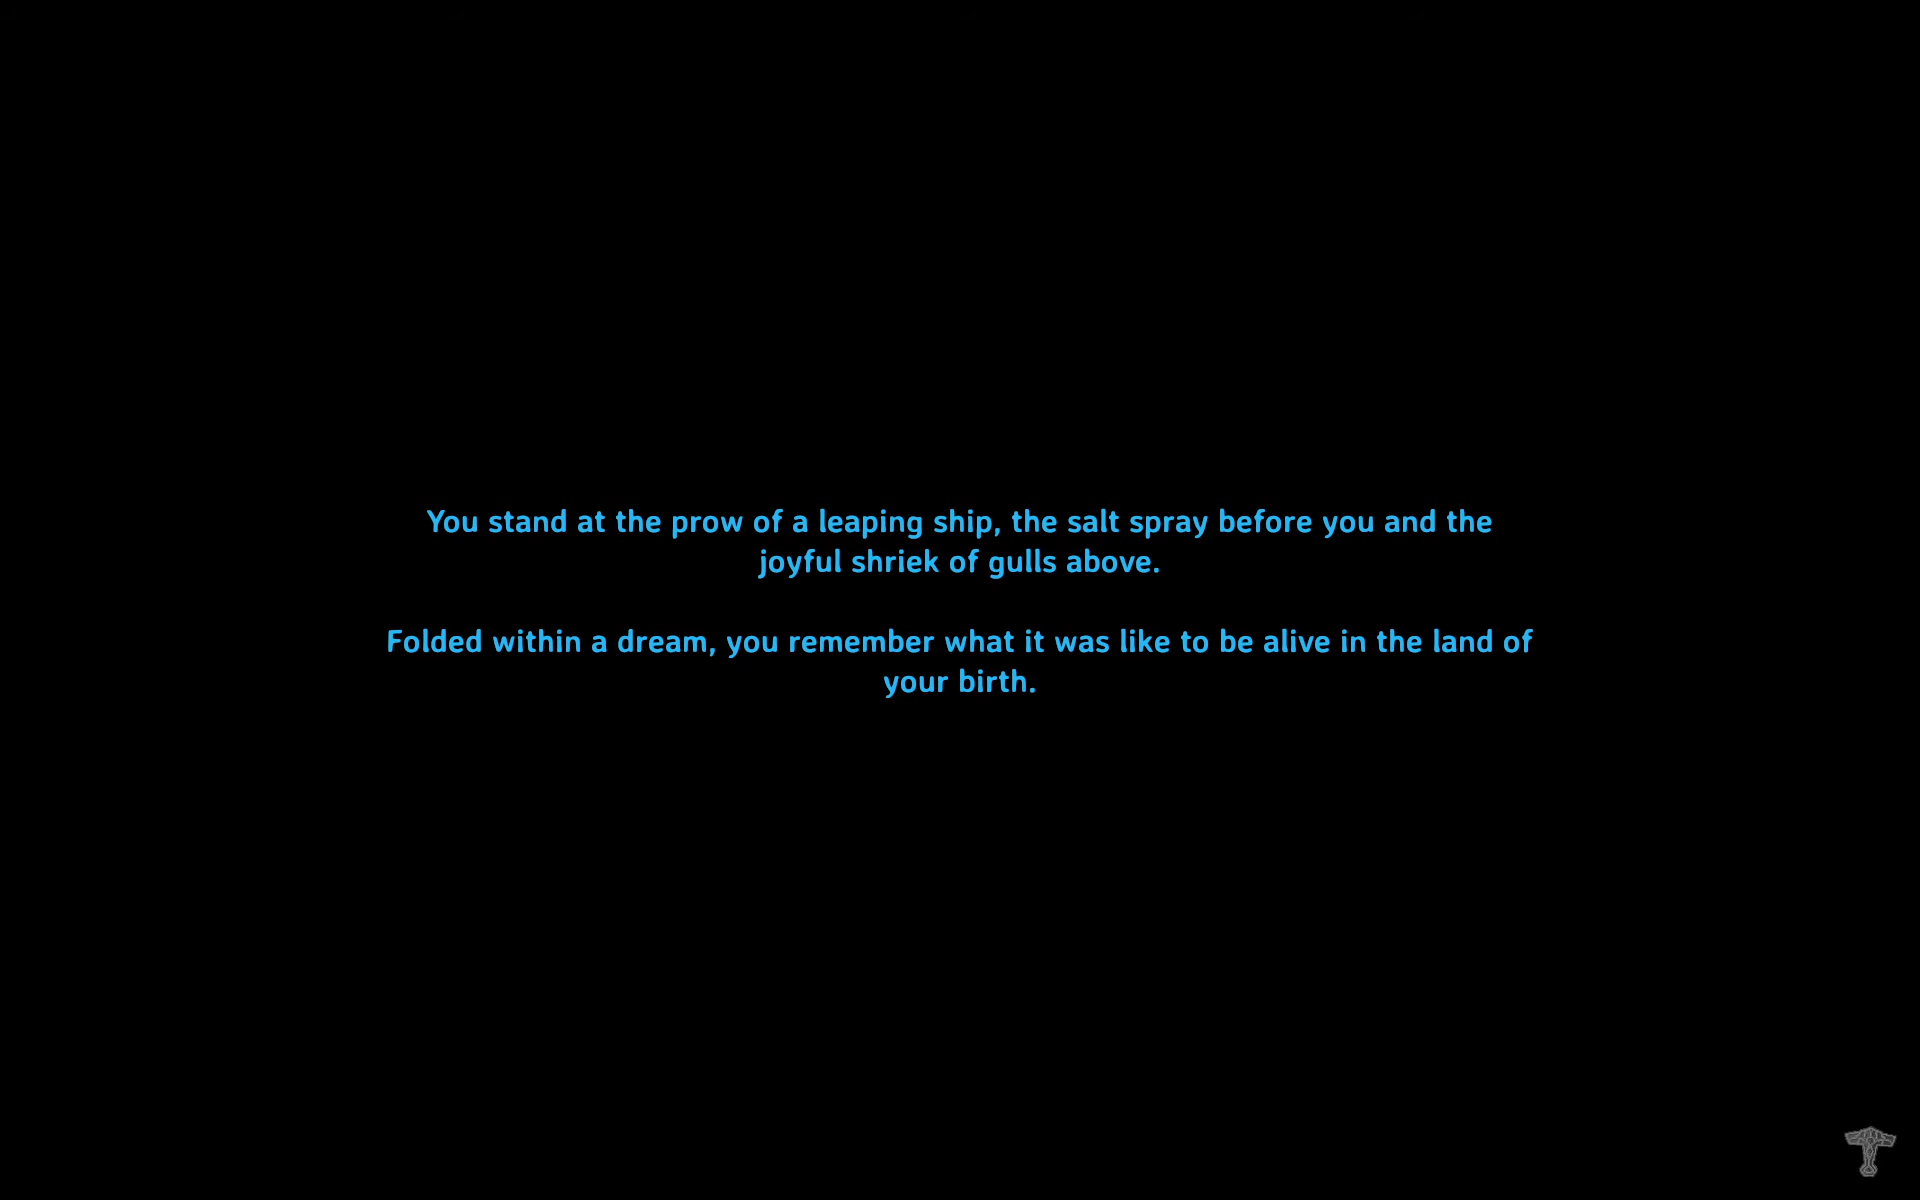 You stand at the prow of a leaping ship, the salt spray before you and the
joyful shriek of gulls above.
Folded within a dream, you remember what it was like to be alive in the land of
your birth.